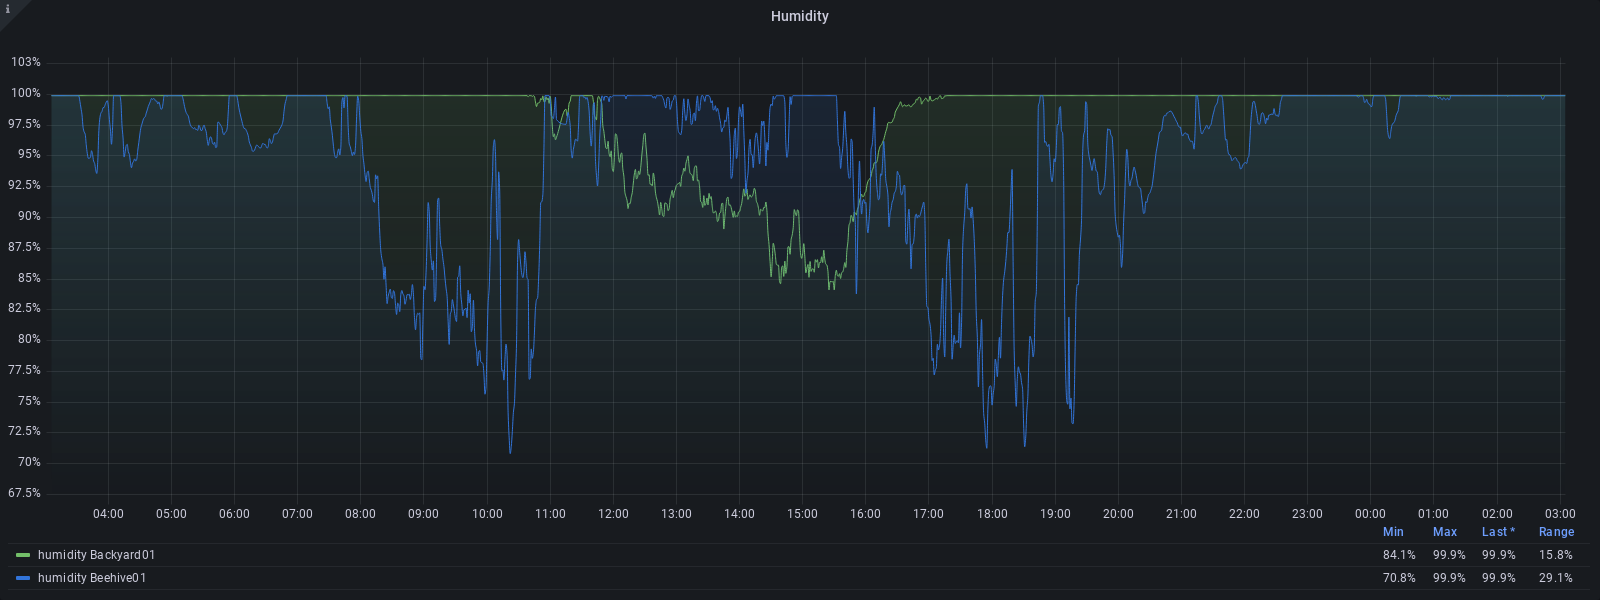 i
Humidity
103%
100%
97.5%
95%
92.5%
90%
87.5%
85%
82.5%
80%
77.5%
75%
72.5%
70%
67.5%
04:00 05:00 06:00 07:00 08:00 09:00 10:00 11:00 12:00 13:00 14:00 15:00 16:00 17:00 18:00 19:00 20:00 21:00 22:00 23:00 00:00 01:00 02:00 03:00
Min Max Last * Range
humidity Backyard01 84.1% 99.9% 99.9% 15.8%
humidity Beehive01 70.8% 99.9% 99.9% 29.1%